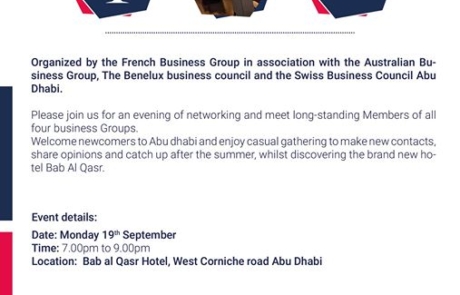 Organized by the French Business Group in association with the Australian Bu-
siness Group, The Benelux business council and the Swiss Business Council Abu
Dhabi.
Please join us for an evening of networking and meet long-standing Members of all
four business Groups.
Welcome newcomers to Abu dhabi and enjoy casual gathering to make new contacts,
share opinions and catch up after the summer, whilst discovering the brand new ho-
tel Bab Al Qasr.
Event details:
Date: Monday 19th September
Time: 7.00pm to 9.00pm
Location: Bab al Qasr Hotel, West Corniche road Abu Dhabi